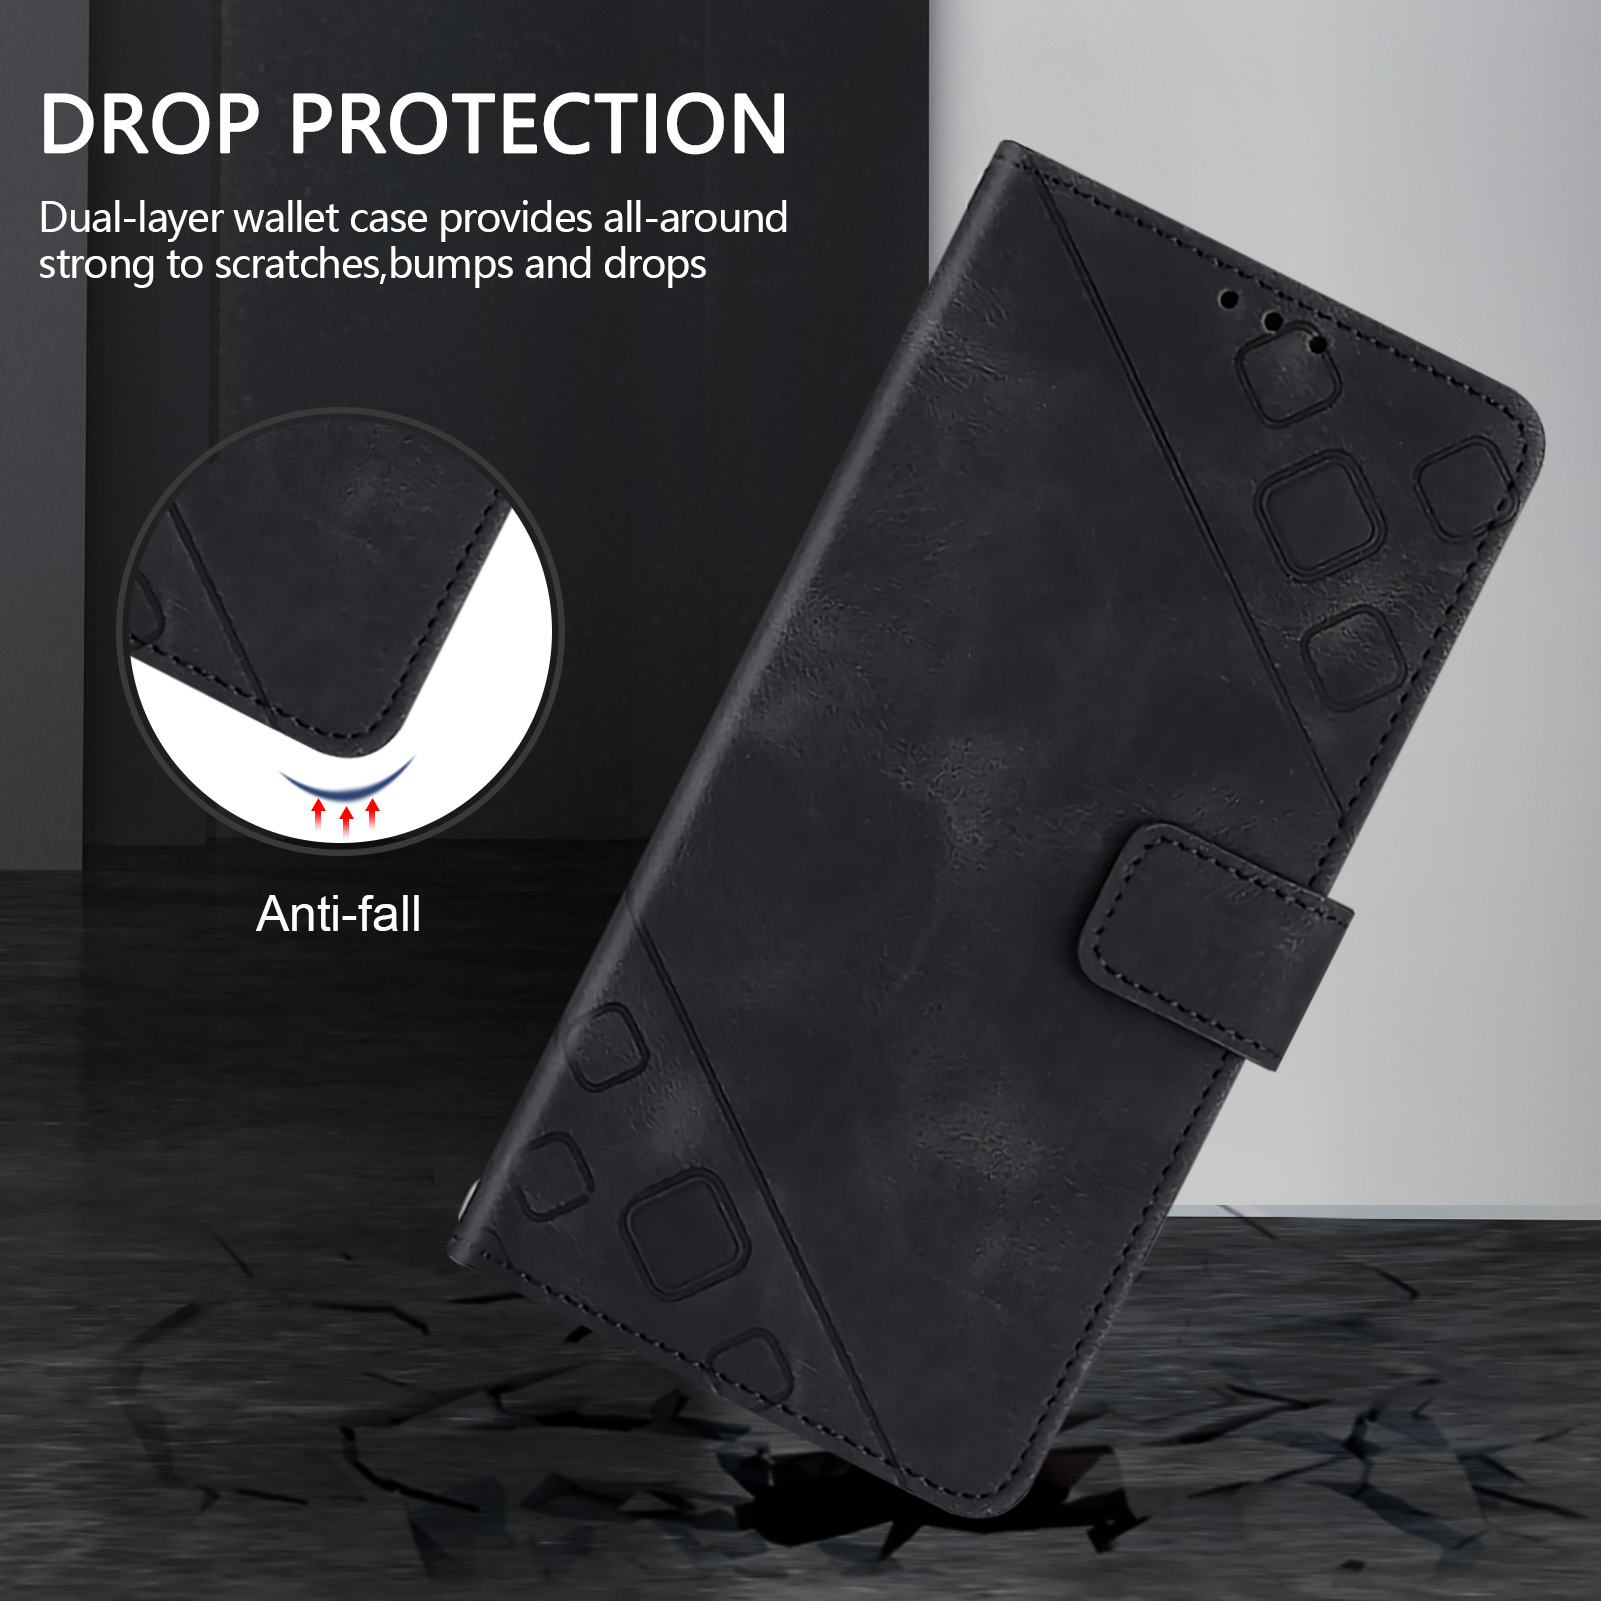 DROP PROTECTION
Dual-layer wallet case provides all-around
strong to scratches,bumps and drops
Anti-fall